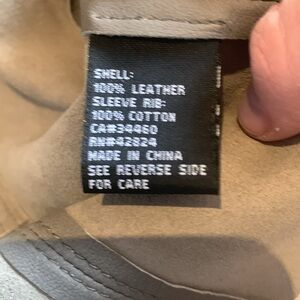 SHELL:
100% LEATHER
SLEEVE RIB:
100% COTTON
CA#34460
RN#42824
MADE IN CHINA
SEE REVERSE SIDE
FOR CARE